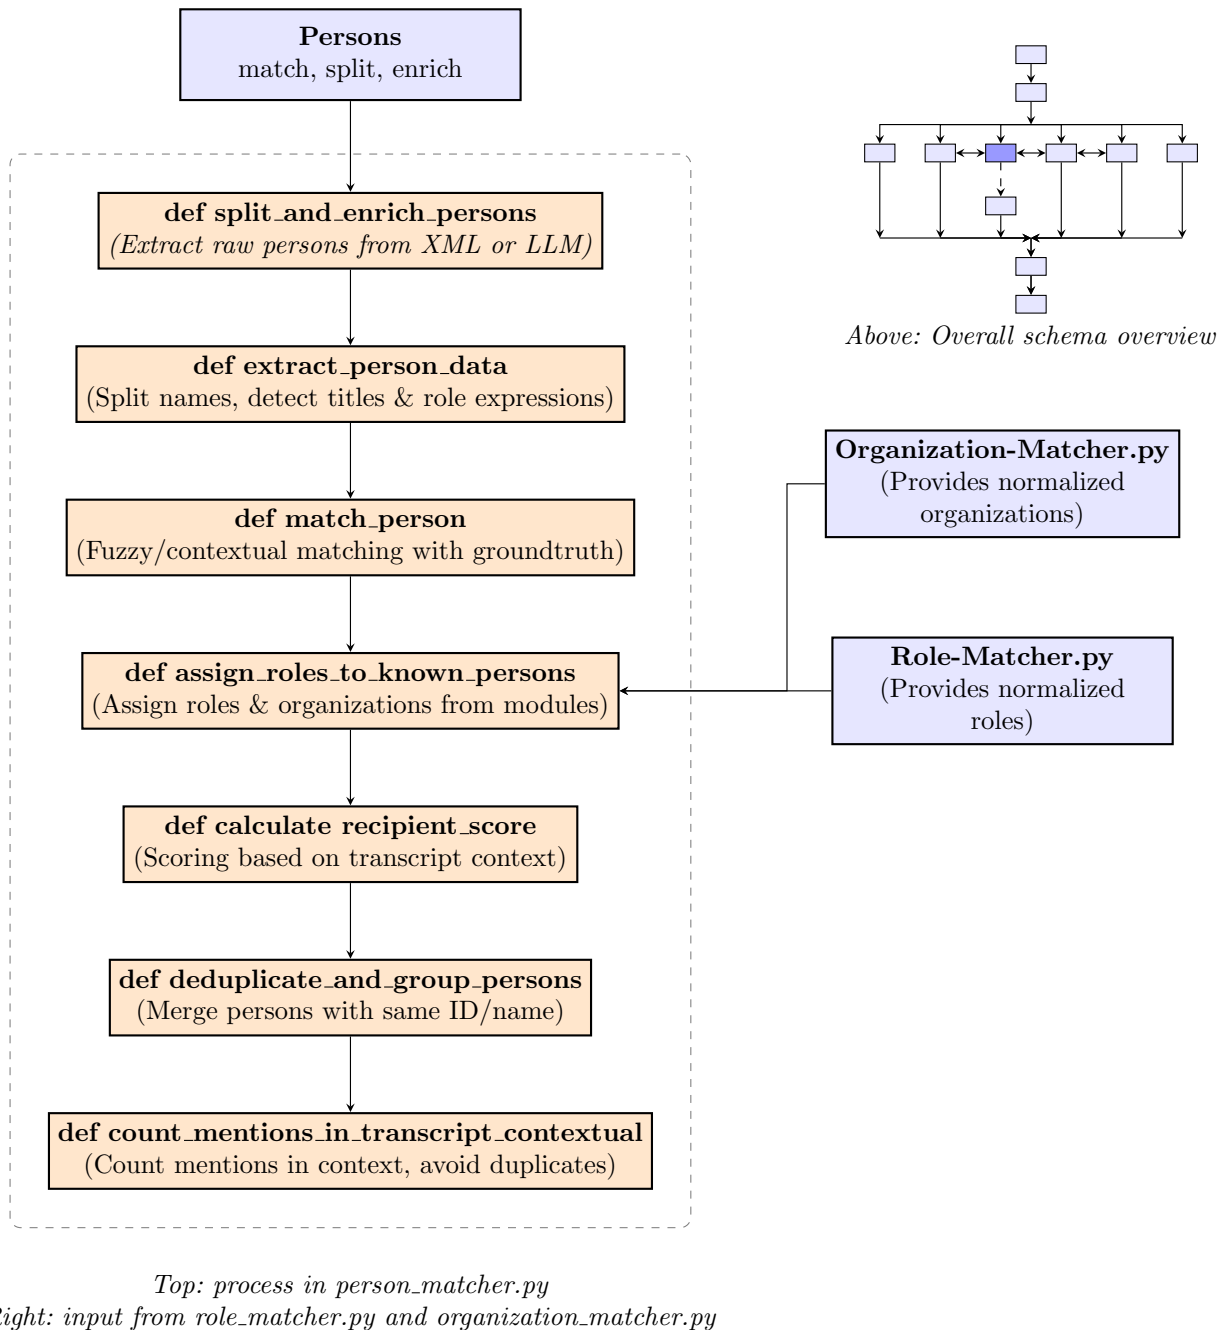 Persons
match, split, enrich
def split_and_enrich_persons
(Extract raw persons from XML or LLM)
def extract_person_data
(Split names, detect titles & role expressions)
def match_person
(Fuzzy/contextual matching with groundtruth)
def assign_roles_to_known_persons
(Assign roles & organizations from modules)
def calculate recipient_score
(Scoring based on transcript context)
def deduplicate_and_group_persons
(Merge persons with same ID/name)
def count_mentions_in_transcript_contextual
(Count mentions in context, avoid duplicates)
Above: Overall schema overview
Organization-Matcher.py
(Provides normalized
organizations)
Role-Matcher.py
(Provides normalized
roles)
Top: process in person_matcher.py
Right: input from role_matcher.py and organization_matcher.py